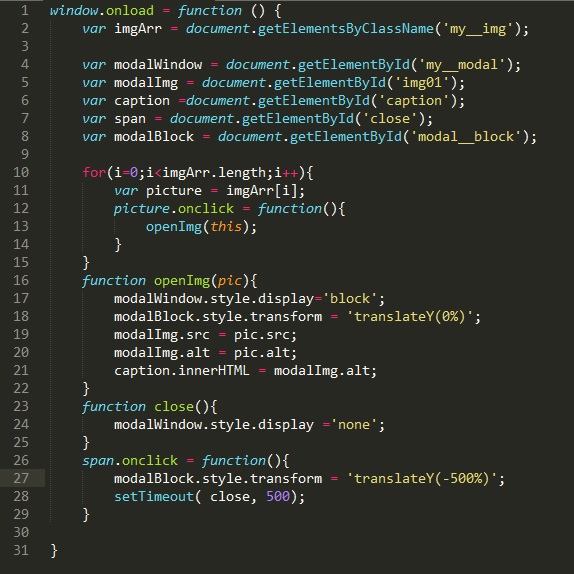 1 window.onload = function () {
2 var imgArr = document.getElementsByClassName('my__img');
3
4 var modalWindow = document.getElementById('my__modal');
5 var modalImg = document.getElementById('img01');
6 var caption =document.getElementById('caption');
7 var span = document.getElementById('close');
8 var modalBlock = document.getElementById('modal__block');
9
10 for(i=0;i<imgArr.length;i++){
11 var picture = imgArr[i];
12 picture.onclick = function(){
13 openImg(this);
14 }
15 }
16 function openImg(pic){
17 modalWindow.style.display='block';
18 modalBlock.style.transform = 'translateY(0%)';
19 modalImg.src = pic.src;
20 modalImg.alt = pic.alt;
21 caption.innerHTML = modalImg.alt;
22 }
23 function close(){
24 modalWindow.style.display ='none';
25 }
26 span.onclick = function(){
27 modalBlock.style.transform = 'translateY(-500%)';
28 setTimeout( close, 500);
29 }
30
31 }